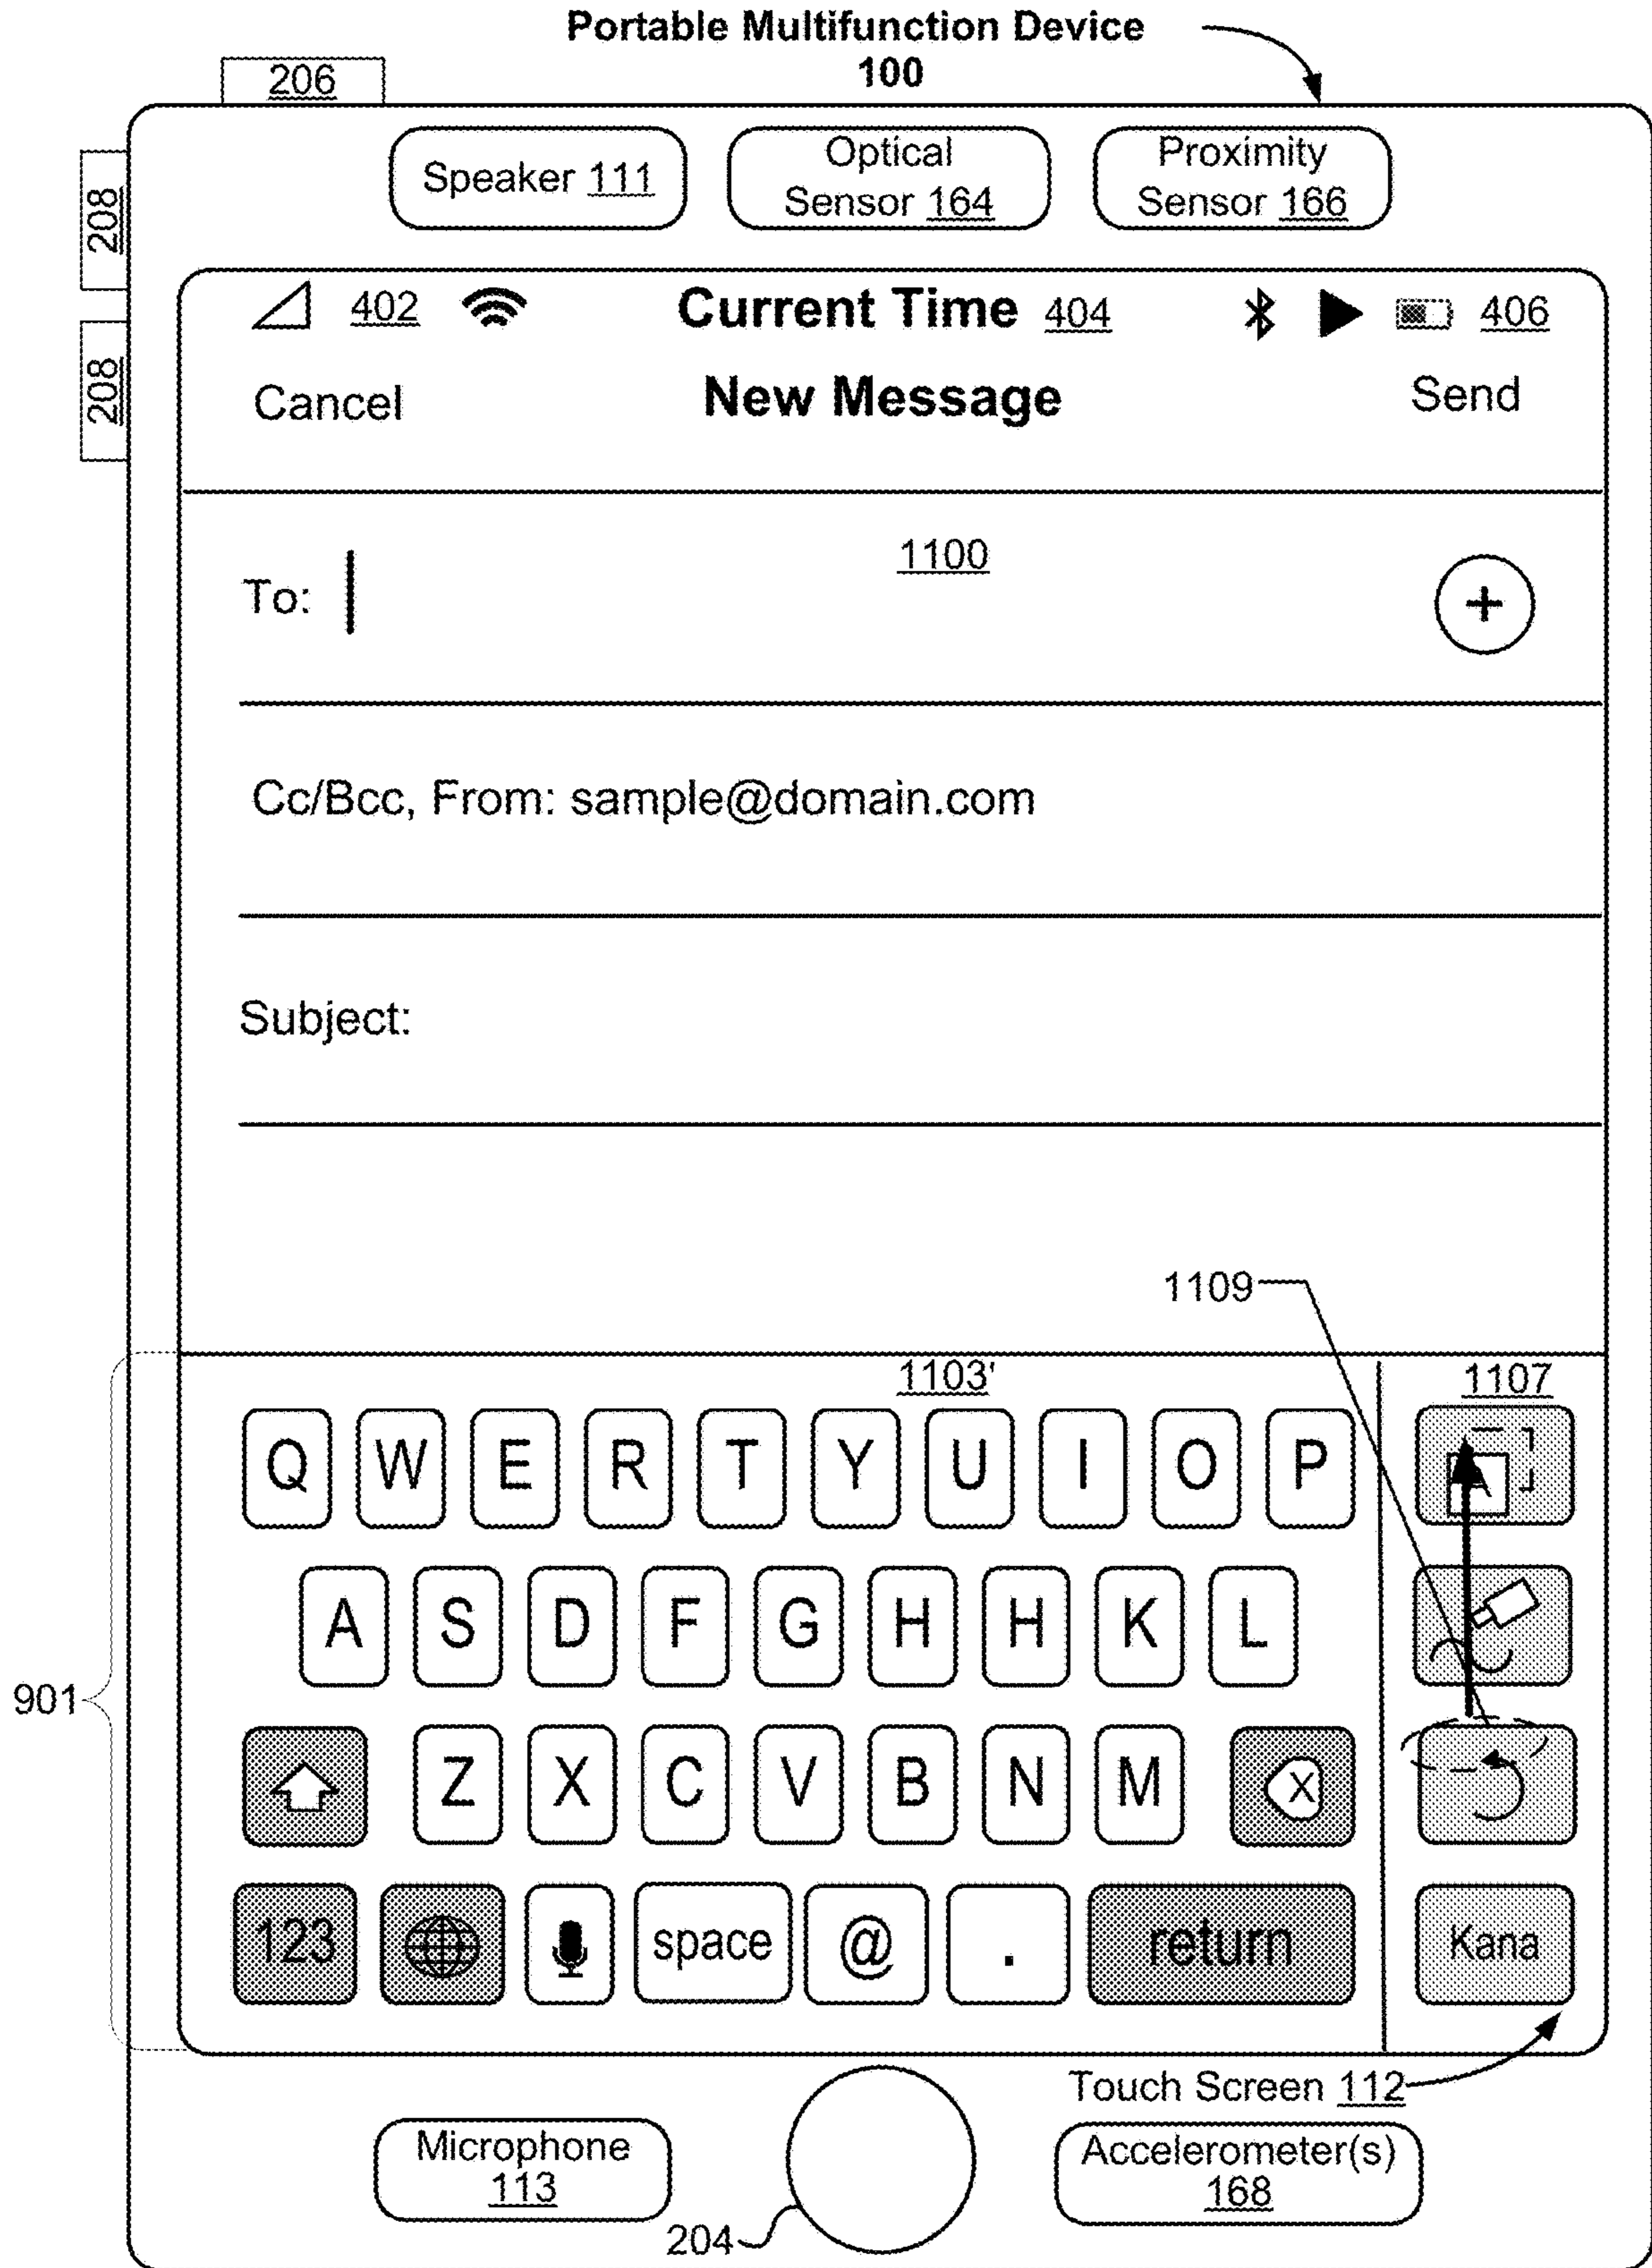 Portable Multifunction Device
100
206
208
208
Speaker 111
Optical
Sensor 164
Proximity
Sensor 166
402 Current Time 404 406
Cancel New Message Send
1100
To: +
Cc/Bcc, From: sample@domain.com
Subject:
1109
901
1103' 1107
Q W E R T Y U I O P A
A S D F G H H K L
Z X C V B N M X
123 space @ . return Kana
Touch Screen 112
Microphone
113
204
Accelerometer(s)
168